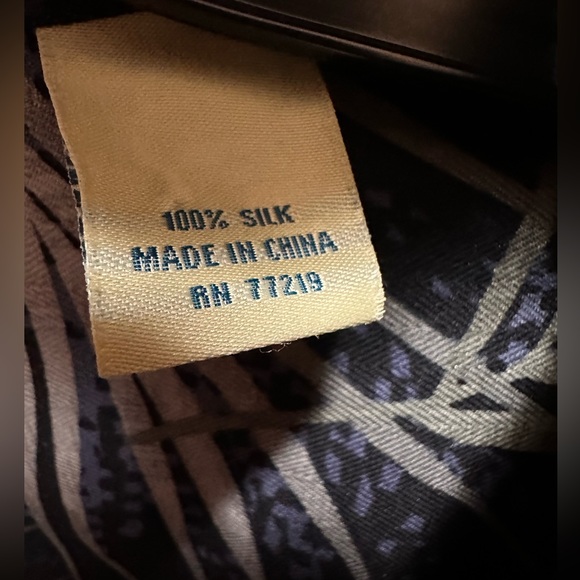 100% SILK
MADE IN CHINA
RN 77219